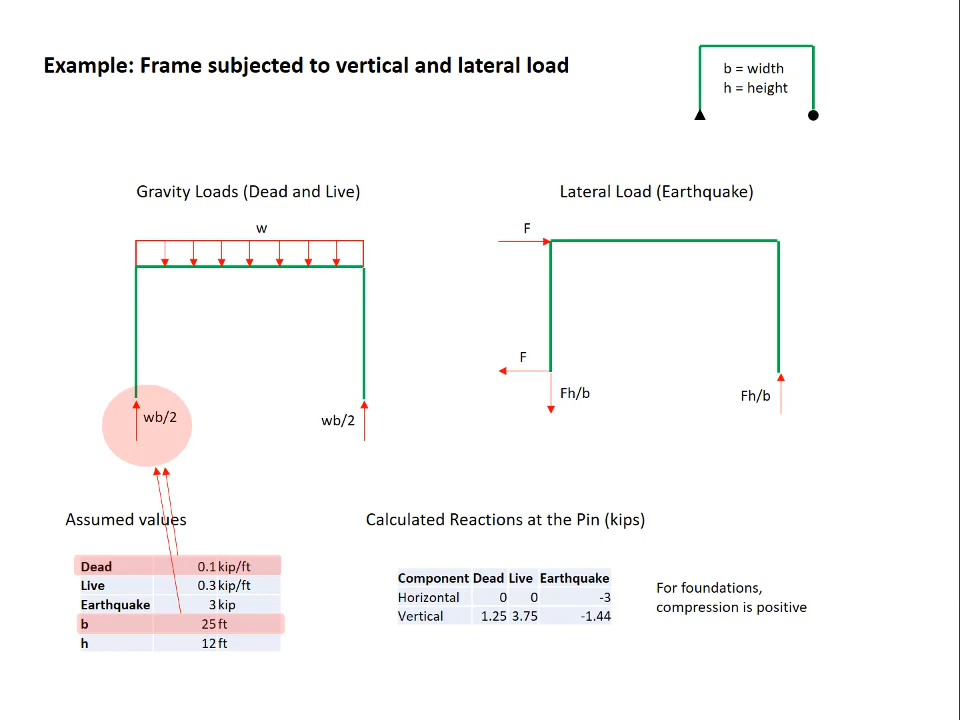 Example: Frame subjected to vertical and lateral load
b = width
h = height
Gravity Loads (Dead and Live)
w
wb/2
wb/2
Lateral Load (Earthquake)
F
F
Fh/b
Fh/b
Assumed values
Dead 0.1 kip/ft
Live 0.3 kip/ft
Earthquake 3 kip
b 25 ft
h 12 ft
Calculated Reactions at the Pin (kips)
Component Dead Live Earthquake
Horizontal 0 0 -3
Vertical 1.25 3.75 -1.44
For foundations,
compression is positive